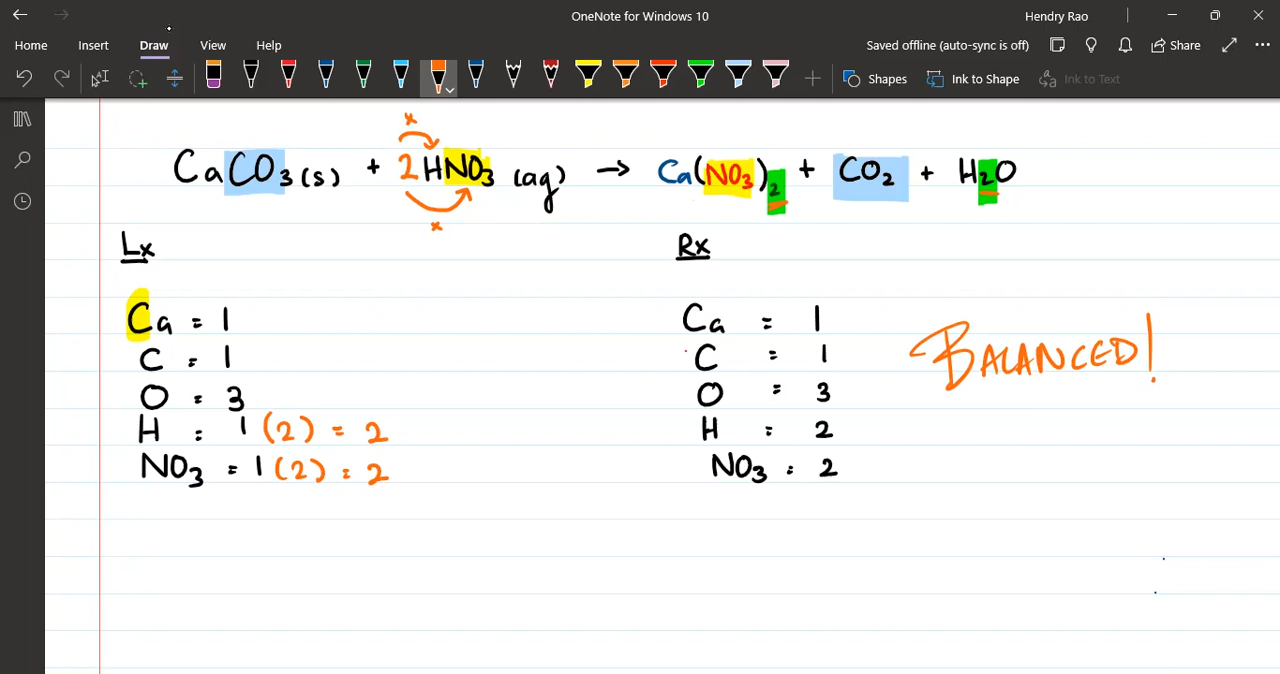 OneNote for Windows 10
Hendry Rao
Home Insert Draw View Help
Saved offline (auto-sync is off) Share
Shapes Ink to Shape Ink to Text
x
CaCO3(s) + 2HNO3 (aq) → Ca(NO3)2 + CO2 + H2O
x
Lx Rx
Ca = 1 Ca = 1
C = 1 C = 1
BALANCED!
O = 3 O = 3
H = 1 (2) = 2 H = 2
NO3 = 1 (2) = 2 NO3 = 2